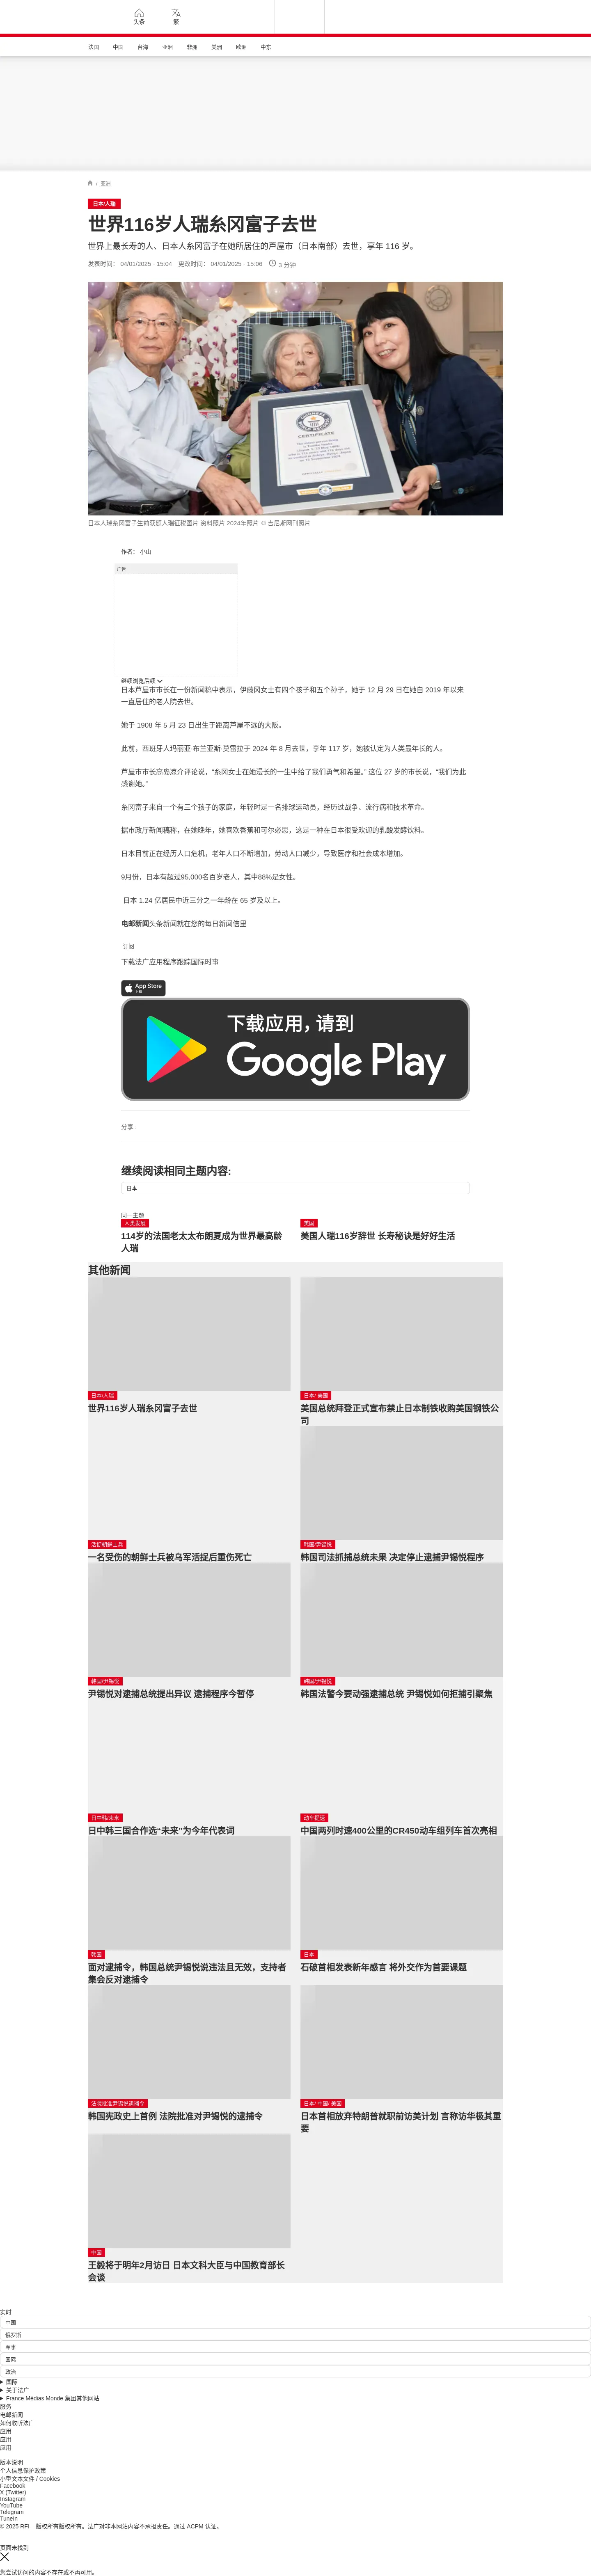 头条
繁
法国
中国
台海
亚洲
非洲
美洲
欧洲
中东
/ 亚洲
日本/人瑞
世界116岁人瑞糸冈富子去世
世界上最长寿的人、日本人糸冈富子在她所居住的芦屋市（日本南部）去世，享年 116 岁。
发表时间： 04/01/2025 - 15:04 更改时间： 04/01/2025 - 15:06 3 分钟
CERTIFICATE
日本人瑞糸冈富子生前获颁人瑞征视图片 资料照片 2024年照片 © 吉尼斯网刊照片
作者： 小山
广告
继续浏览后续
日本芦屋市市长在一份新闻稿中表示，伊藤冈女士有四个孩子和五个孙子，她于 12 月 29 日在她自 2019 年以来
一直居住的老人院去世。
她于 1908 年 5 月 23 日出生于距离芦屋不远的大阪。
此前，西班牙人玛丽亚·布兰亚斯·莫雷拉于 2024 年 8 月去世，享年 117 岁，她被认定为人类最年长的人。
芦屋市市长高岛凉介评论说，“糸冈女士在她漫长的一生中给了我们勇气和希望。” 这位 27 岁的市长说，“我们为此
感谢她。”
糸冈富子来自一个有三个孩子的家庭，年轻时是一名排球运动员，经历过战争、流行病和技术革命。
据市政厅新闻稿称，在她晚年，她喜欢香蕉和可尔必思，这是一种在日本很受欢迎的乳酸发酵饮料。
日本目前正在经历人口危机，老年人口不断增加，劳动人口减少，导致医疗和社会成本增加。
9月份，日本有超过95,000名百岁老人，其中88%是女性。
日本 1.24 亿居民中近三分之一年龄在 65 岁及以上。
电邮新闻头条新闻就在您的每日新闻信里
订阅
下载法广应用程序跟踪国际时事
App Store
下载
下载应用，请到
Google Play
分享 :
继续阅读相同主题内容:
日本
同一主题
人类发展
114岁的法国老太太布朗夏成为世界最高龄
人瑞
美国
美国人瑞116岁辞世 长寿秘诀是好好生活
其他新闻
日本/人瑞
世界116岁人瑞糸冈富子去世
日本/ 美国
美国总统拜登正式宣布禁止日本制铁收购美国钢铁公
司
活捉朝鲜士兵
一名受伤的朝鲜士兵被乌军活捉后重伤死亡
韩国/尹锡悦
韩国司法抓捕总统未果 决定停止逮捕尹锡悦程序
韩国/尹锡悦
尹锡悦对逮捕总统提出异议 逮捕程序今暂停
韩国/尹锡悦
韩国法警今要动强逮捕总统 尹锡悦如何拒捕引聚焦
日中韩/未来
日中韩三国合作选“未来”为今年代表词
动车提速
中国两列时速400公里的CR450动车组列车首次亮相
韩国
面对逮捕令，韩国总统尹锡悦说违法且无效，支持者
集会反对逮捕令
日本
石破首相发表新年感言 将外交作为首要课题
法院批准尹锡悦逮捕令
韩国宪政史上首例 法院批准对尹锡悦的逮捕令
日本/ 中国/ 美国
日本首相放弃特朗普就职前访美计划 言称访华极其重
要
中国
王毅将于明年2月访日 日本文科大臣与中国教育部长
会谈
实时
中国
俄罗斯
军事
国际
政治
国际
关于法广
France Médias Monde 集团其他网站
服务
电邮新闻
如何收听法广
应用
应用
应用
版本说明
个人信息保护政策
小型文本文件 / Cookies
Facebook
X (Twitter)
Instagram
YouTube
Telegram
TuneIn
© 2025 RFI – 版权所有版权所有。法广对非本网站内容不承担责任。通过 ACPM 认证。
页面未找到
您尝试访问的内容不存在或不再可用。